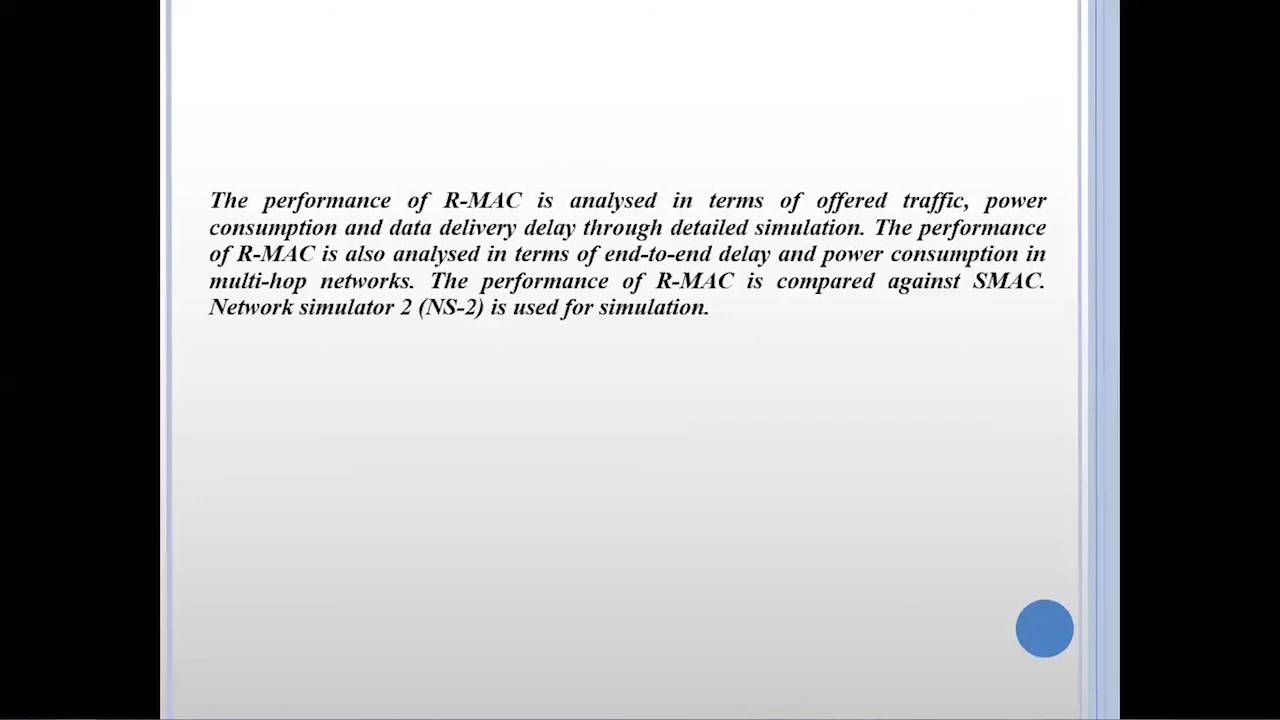 The performance of R-MAC is analysed in terms of offered traffic, power
consumption and data delivery delay through detailed simulation. The performance
of R-MAC is also analysed in terms of end-to-end delay and power consumption in
multi-hop networks. The performance of R-MAC is compared against SMAC.
Network simulator 2 (NS-2) is used for simulation.